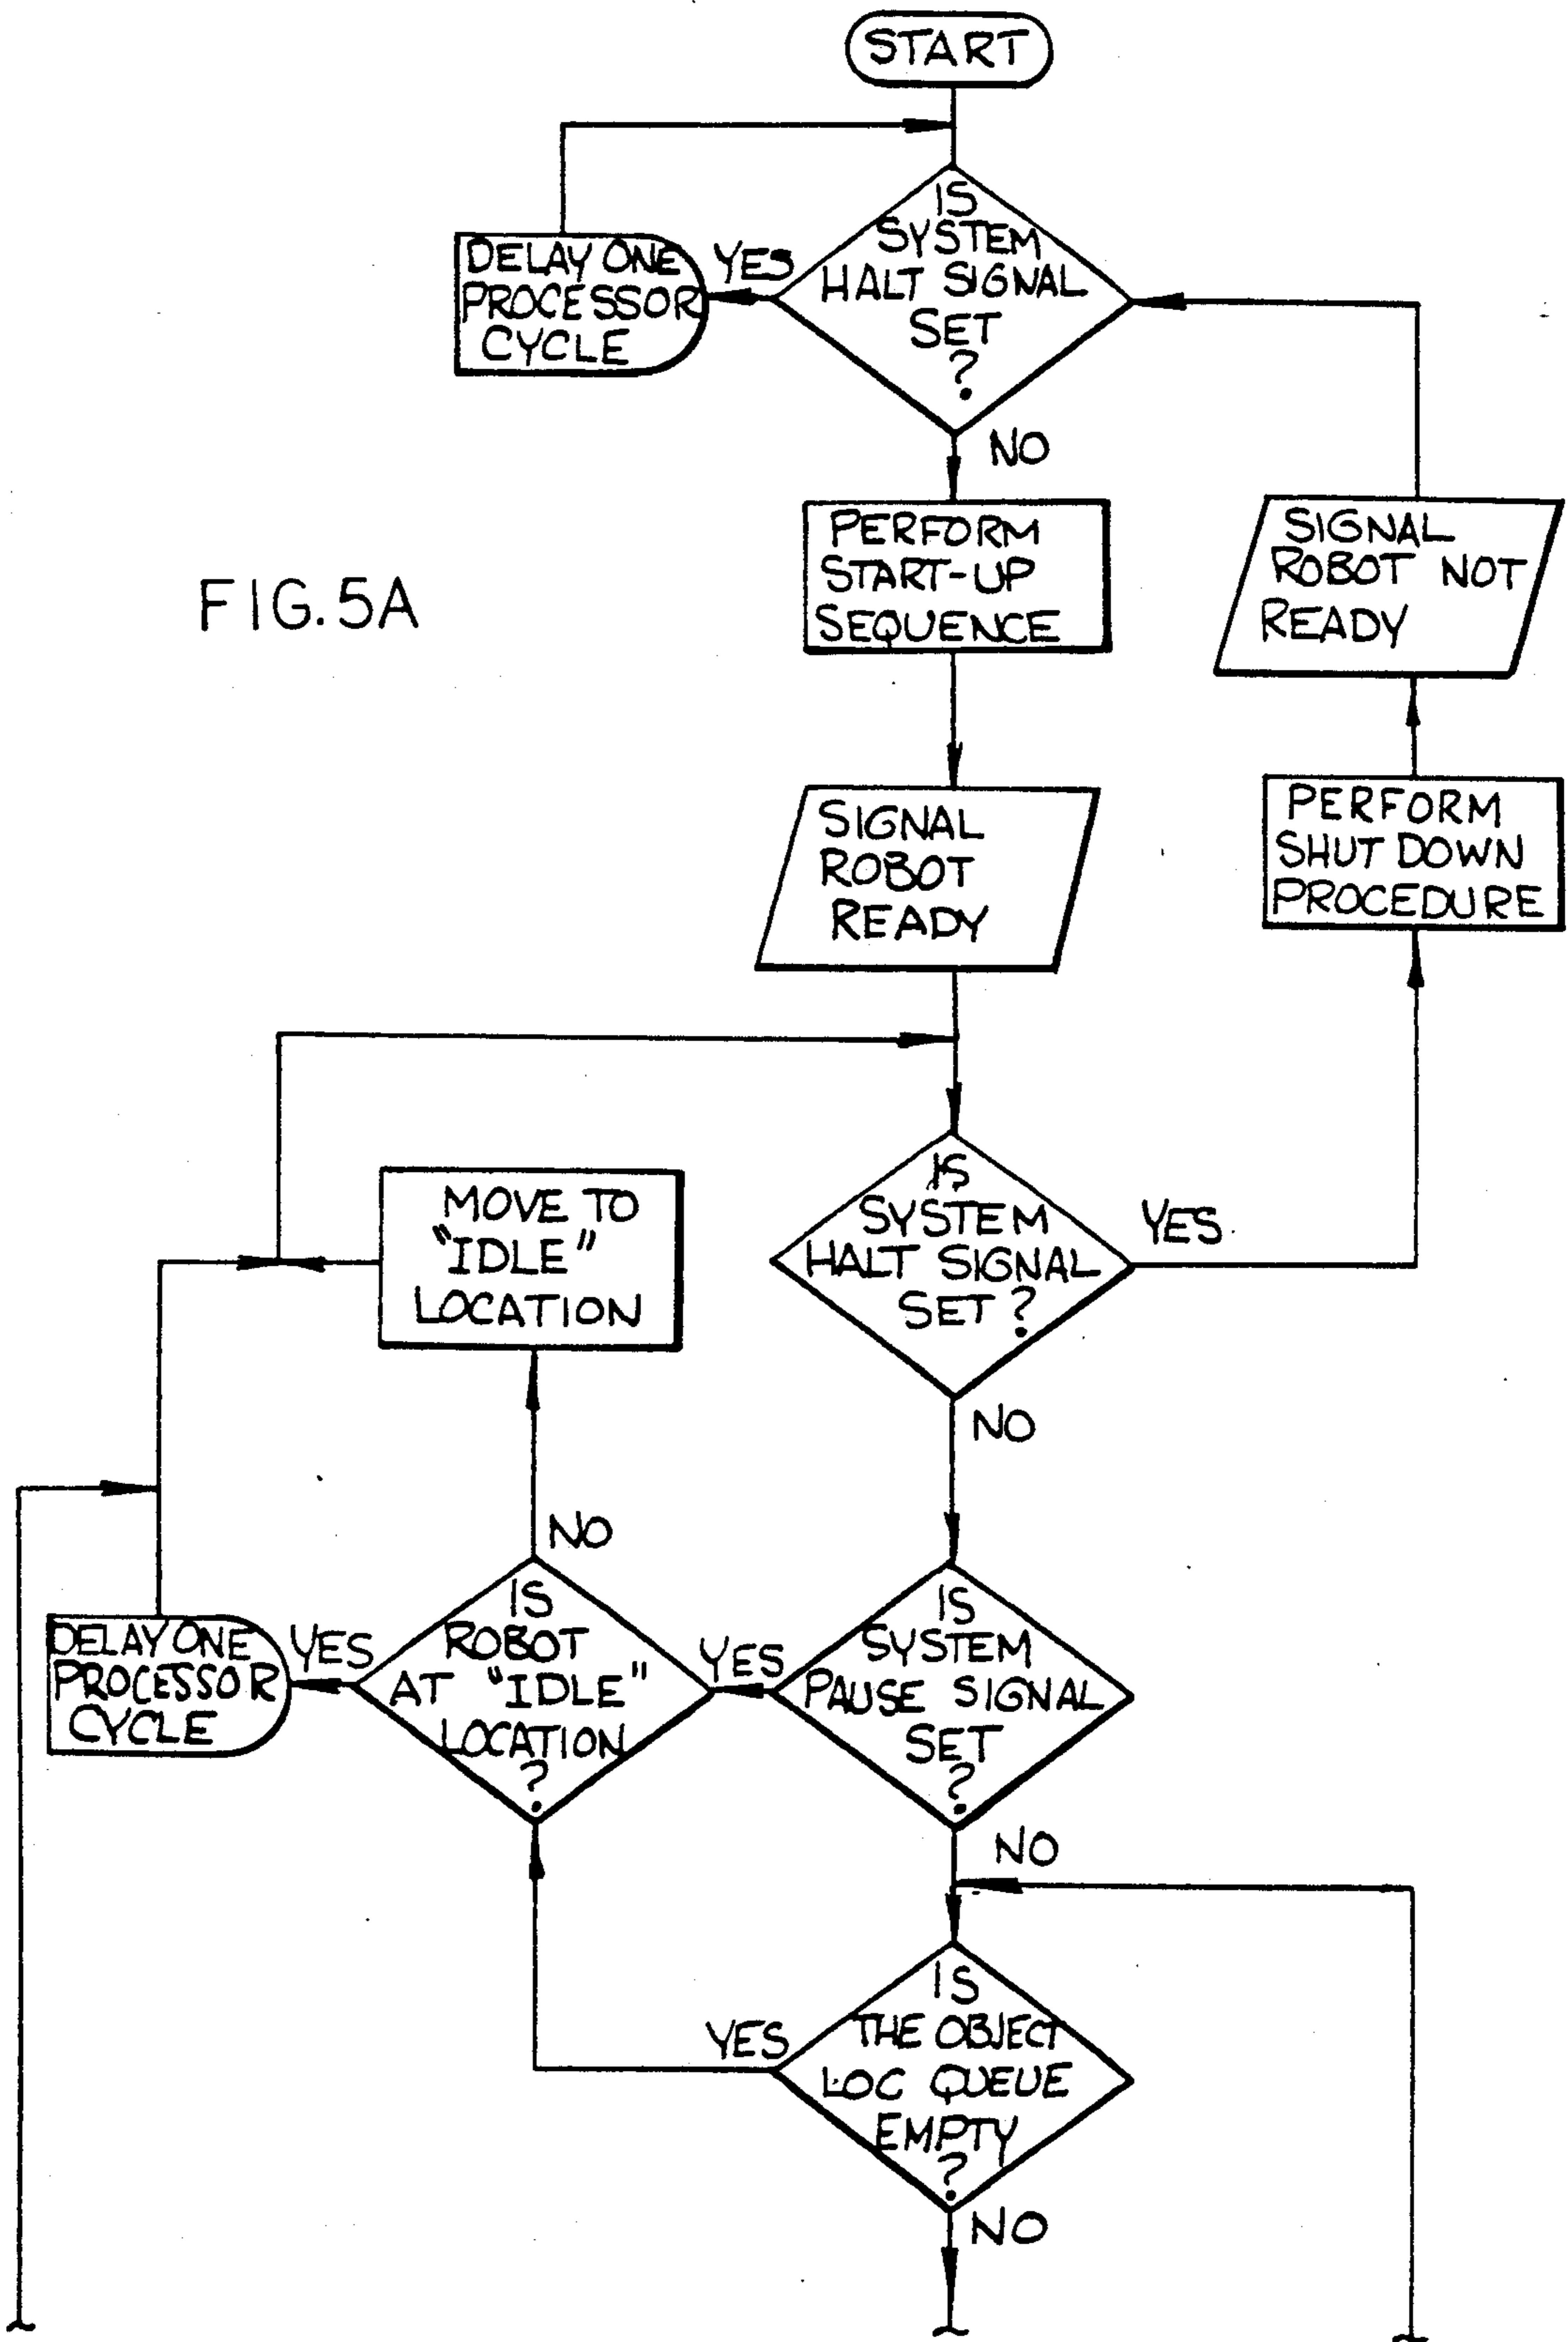 START
IS
SYSTEM
HALT SIGNAL
SET
?
YES
DELAY ONE
PROCESSOR
CYCLE
NO
PERFORM
START-UP
SEQUENCE
SIGNAL
ROBOT NOT
READY
FIG. 5A
SIGNAL
ROBOT
READY
PERFORM
SHUT DOWN
PROCEDURE
IS
SYSTEM
HALT SIGNAL
SET ?
YES
NO
MOVE TO
"IDLE"
LOCATION
NO
IS
SYSTEM
PAUSE SIGNAL
SET
?
YES
IS
ROBOT
AT "IDLE"
LOCATION
?
YES
DELAY ONE
PROCESSOR
CYCLE
NO
IS
THE OBJECT
LOC QUEUE
EMPTY
?
YES
NO